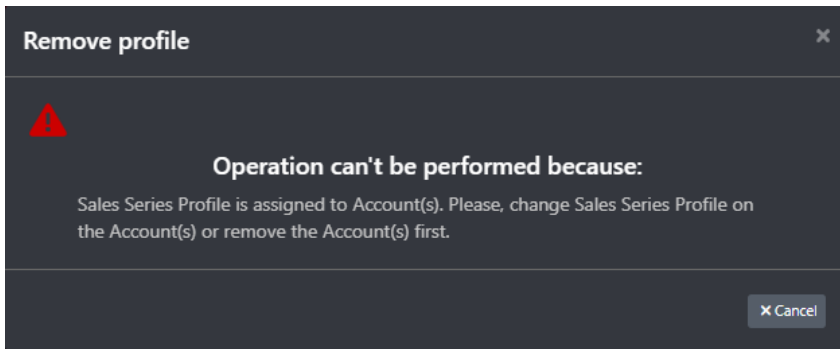 Remove profile
Operation can't be performed because:
Sales Series Profile is assigned to Account(s). Please, change Sales Series Profile on
the Account(s) or remove the Account(s) first.
Cancel